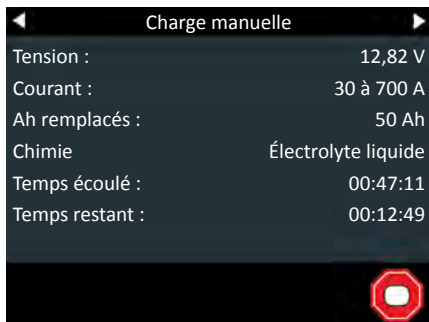 Charge manuelle
Tension : 12,82 V
Courant : 30 à 700 A
Ah remplacés : 50 Ah
Chimie Électrolyte liquide
Temps écoulé : 00:47:11
Temps restant : 00:12:49